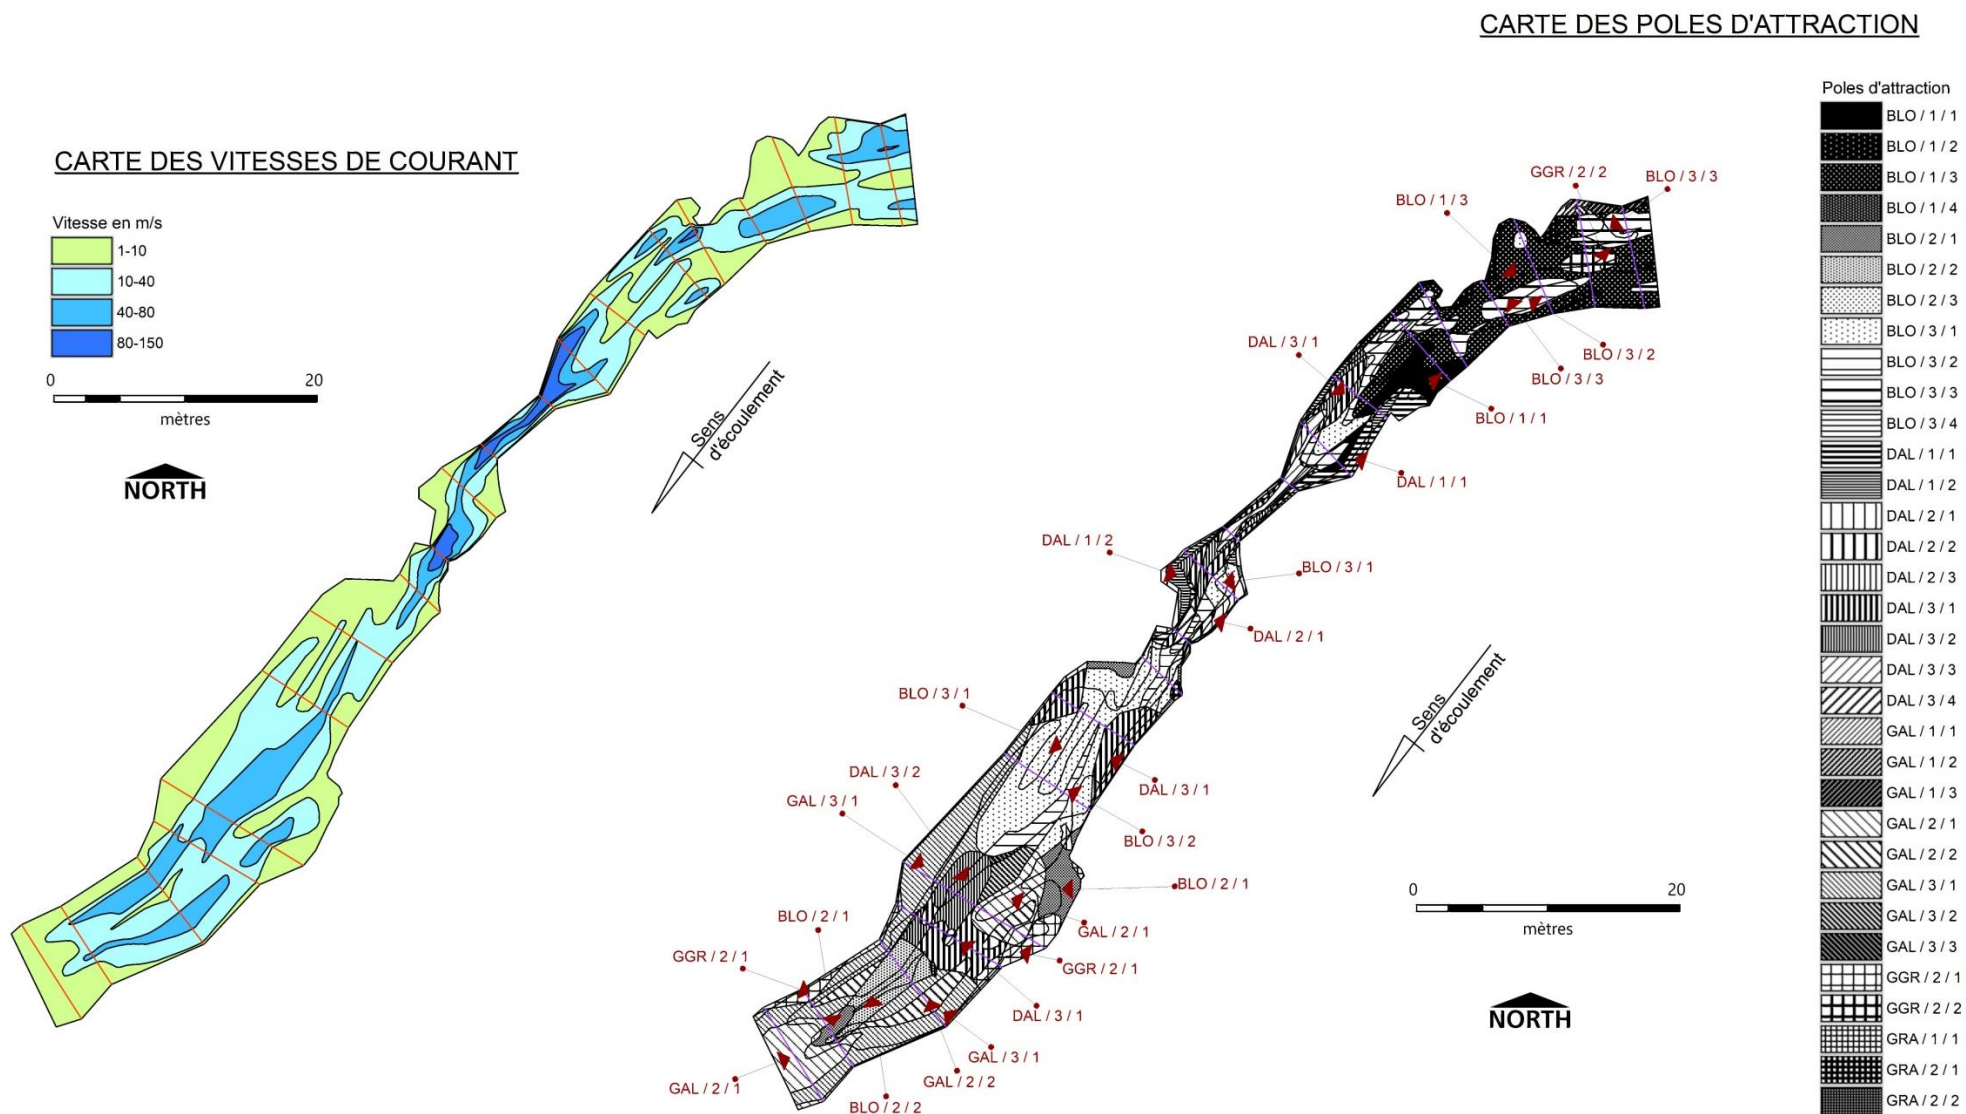 CARTE DES POLES D'ATTRACTION
CARTE DES VITESSES DE COURANT
Vitesse en m/s
1-10
10-40
40-80
80-150
0 20
mètres
NORTH
Sens
d'écoulement
GGR / 2 / 2
BLO / 3 / 3
BLO / 1 / 3
DAL / 3 / 1
BLO / 3 / 2
BLO / 3 / 3
BLO / 1 / 1
DAL / 1 / 1
DAL / 1 / 2
BLO / 3 / 1
DAL / 2 / 1
BLO / 3 / 1
DAL / 3 / 2
GAL / 3 / 1
DAL / 3 / 1
BLO / 3 / 2
BLO / 2 / 1
BLO / 2 / 1
GAL / 2 / 1
GGR / 2 / 1
GGR / 2 / 1
DAL / 3 / 1
GAL / 3 / 1
GAL / 2 / 2
GAL / 2 / 1
BLO / 2 / 2
Sens
d'écoulement
0 20
mètres
NORTH
Poles d'attraction
BLO / 1 / 1
BLO / 1 / 2
BLO / 1 / 3
BLO / 1 / 4
BLO / 2 / 1
BLO / 2 / 2
BLO / 2 / 3
BLO / 3 / 1
BLO / 3 / 2
BLO / 3 / 3
BLO / 3 / 4
DAL / 1 / 1
DAL / 1 / 2
DAL / 2 / 1
DAL / 2 / 2
DAL / 2 / 3
DAL / 3 / 1
DAL / 3 / 2
DAL / 3 / 3
DAL / 3 / 4
GAL / 1 / 1
GAL / 1 / 2
GAL / 1 / 3
GAL / 2 / 1
GAL / 2 / 2
GAL / 3 / 1
GAL / 3 / 2
GAL / 3 / 3
GGR / 2 / 1
GGR / 2 / 2
GRA / 1 / 1
GRA / 2 / 1
GRA / 2 / 2